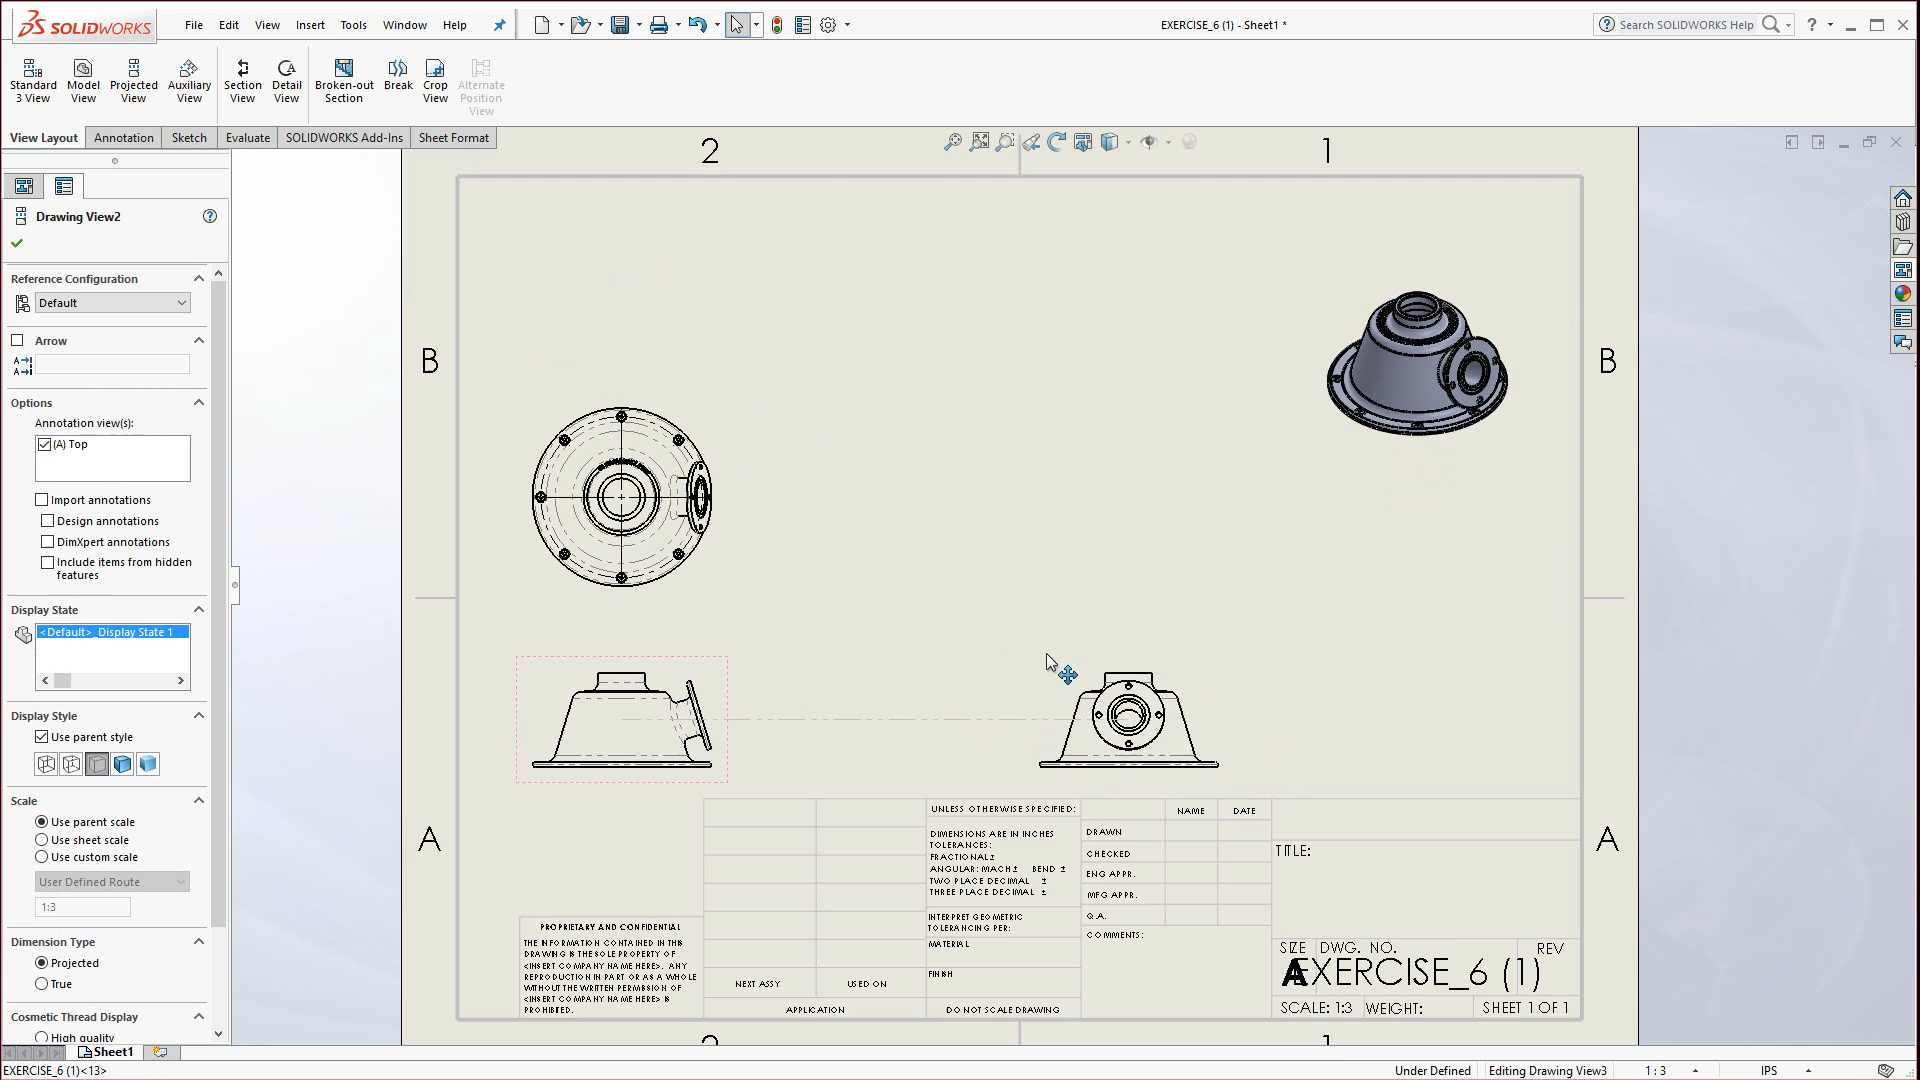 SOLIDWORKS
File Edit View Insert Tools Window Help
EXERCISE_6 (1) - Sheet1 *
Search SOLIDWORKS Help
?
Standard 3 View
Model View
Projected View
Auxiliary View
Section View
Detail View
Broken-out Section
Break
Crop View
Alternate Position View
View Layout
Annotation
Sketch
Evaluate
SOLIDWORKS Add-Ins
Sheet Format
2
1
Drawing View2
?
Reference Configuration
Default
Arrow
Options
Annotation view(s):
(A) Top
Import annotations
Design annotations
DimXpert annotations
Include items from hidden
features
Display State
<Default>_Display State 1
Display Style
Use parent style
Scale
Use parent scale
Use sheet scale
Use custom scale
User Defined Route
1:3
Dimension Type
Projected
True
Cosmetic Thread Display
High quality
B
B
A
A
UNLESS OTHERWISE SPECIFIED:
DIMENSIONS ARE IN INCHES
TOLERANCES:
FRACTIONAL±
ANGULAR: MACH± BEND ±
TWO PLACE DECIMAL ±
THREE PLACE DECIMAL ±
INTERPRET GEOMETRIC
TOLERANCING PER:
MATERIAL
FINISH
DO NOT SCALE DRAWING
NAME DATE
DRAWN
CHECKED
ENG APPR.
MFG APPR.
Q.A.
COMMENTS:
TITLE:
SIZE DWG. NO. REV
A EXERCISE_6 (1)
SCALE: 1:3 WEIGHT: SHEET 1 OF 1
PROPRIETARY AND CONFIDENTIAL
THE INFORMATION CONTAINED IN THIS
DRAWING IS THE SOLE PROPERTY OF
<INSERT COMPANY NAME HERE>. ANY
REPRODUCTION IN PART OR AS A WHOLE
WITHOUT THE WRITTEN PERMISSION OF
<INSERT COMPANY NAME HERE> IS
PROHIBITED.
NEXT ASSY USED ON
APPLICATION
2
1
Sheet1
EXERCISE_6 (1)<13>
Under Defined
Editing Drawing View3
1 : 3
IPS